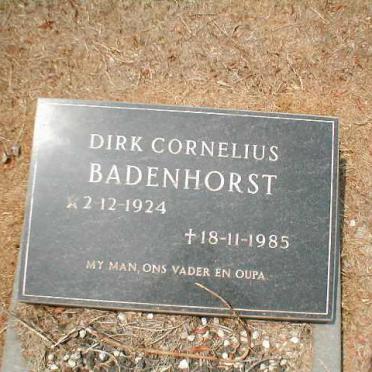 DIRK CORNELIUS
BADENHORST
☆ 2-12-1924
✝ 18-11-1985
MY MAN, ONS VADER EN OUPA.